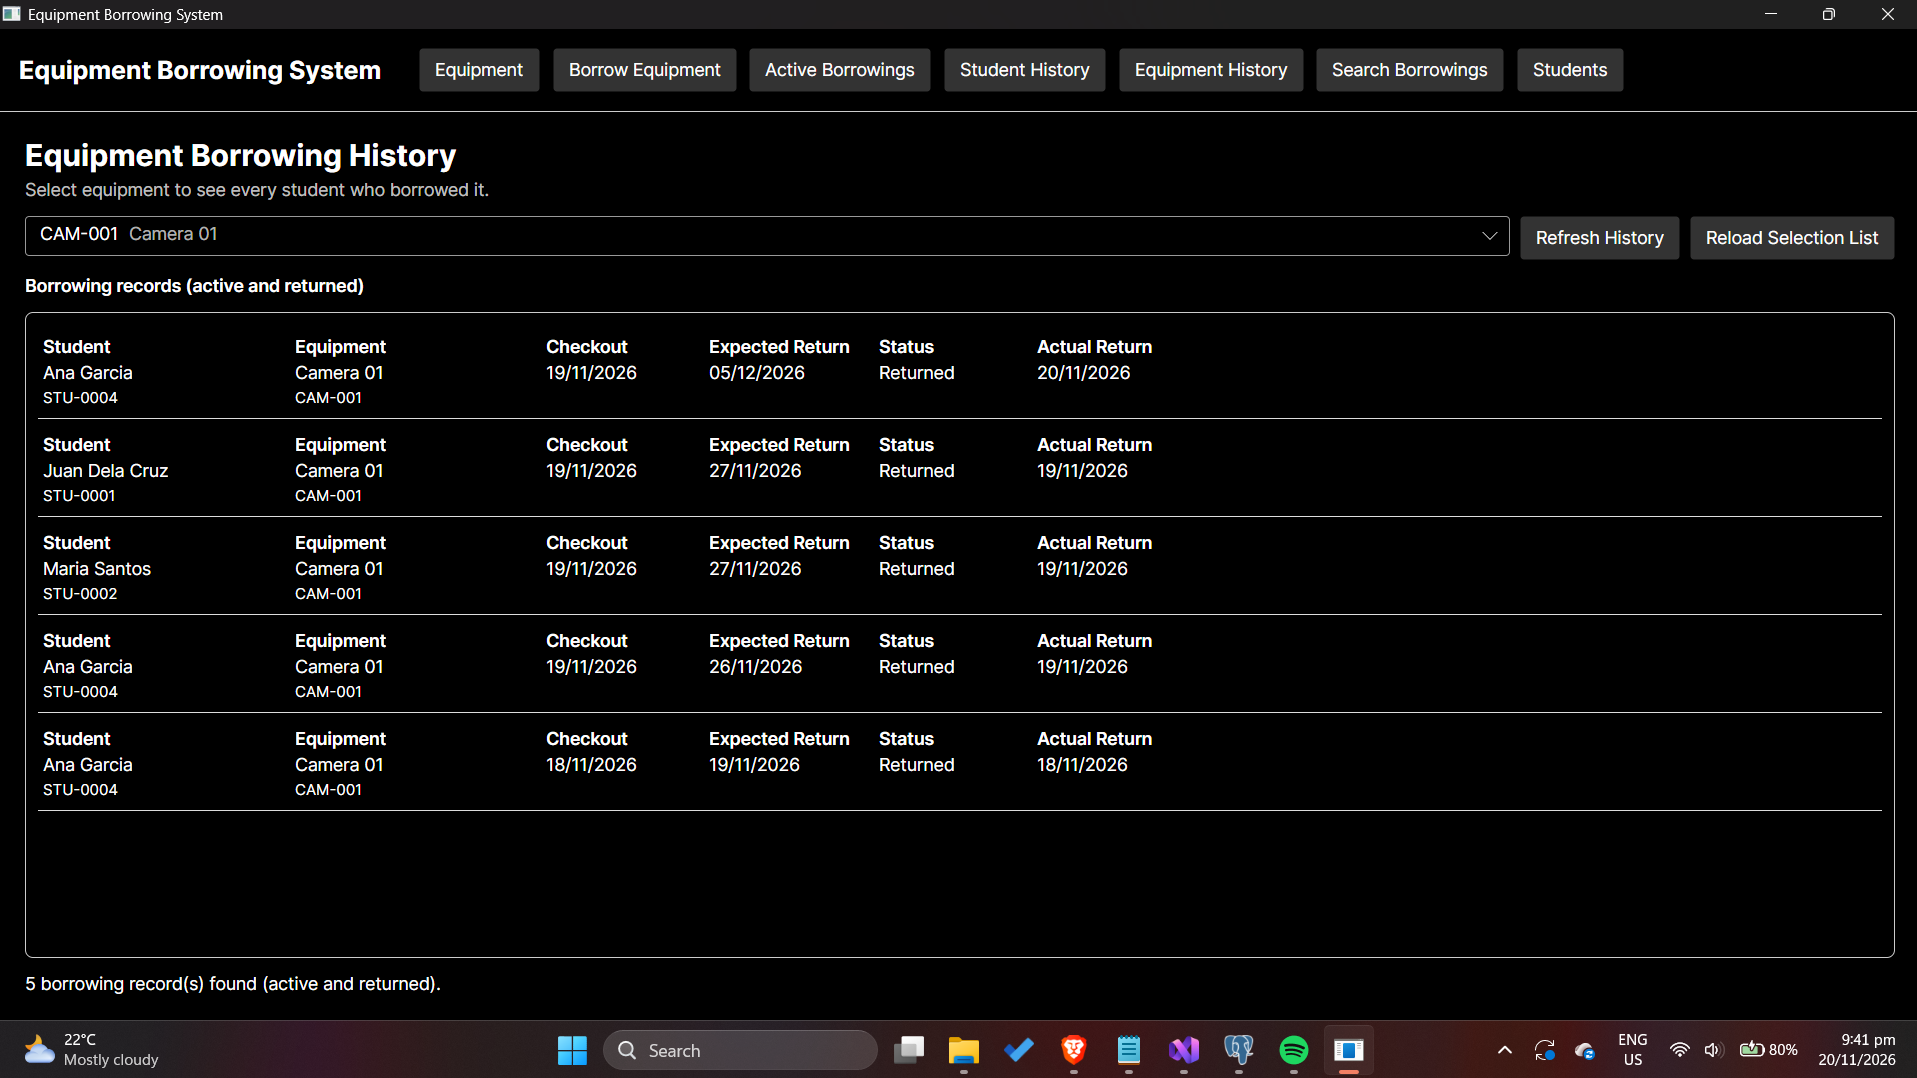 Equipment Borrowing System
Equipment Borrowing System Equipment Borrow Equipment Active Borrowings Student History Equipment History Search Borrowings Students
Equipment Borrowing History
Select equipment to see every student who borrowed it.
CAM-001 Camera 01 Refresh History Reload Selection List
Borrowing records (active and returned)
Student Equipment Checkout Expected Return Status Actual Return
Ana Garcia Camera 01 19/11/2026 05/12/2026 Returned 20/11/2026
STU-0004 CAM-001
Student Equipment Checkout Expected Return Status Actual Return
Juan Dela Cruz Camera 01 19/11/2026 27/11/2026 Returned 19/11/2026
STU-0001 CAM-001
Student Equipment Checkout Expected Return Status Actual Return
Maria Santos Camera 01 19/11/2026 27/11/2026 Returned 19/11/2026
STU-0002 CAM-001
Student Equipment Checkout Expected Return Status Actual Return
Ana Garcia Camera 01 19/11/2026 26/11/2026 Returned 19/11/2026
STU-0004 CAM-001
Student Equipment Checkout Expected Return Status Actual Return
Ana Garcia Camera 01 18/11/2026 19/11/2026 Returned 18/11/2026
STU-0004 CAM-001
5 borrowing record(s) found (active and returned).
22°C
Mostly cloudy
Search
ENG
US
80%
9:41 pm
20/11/2026